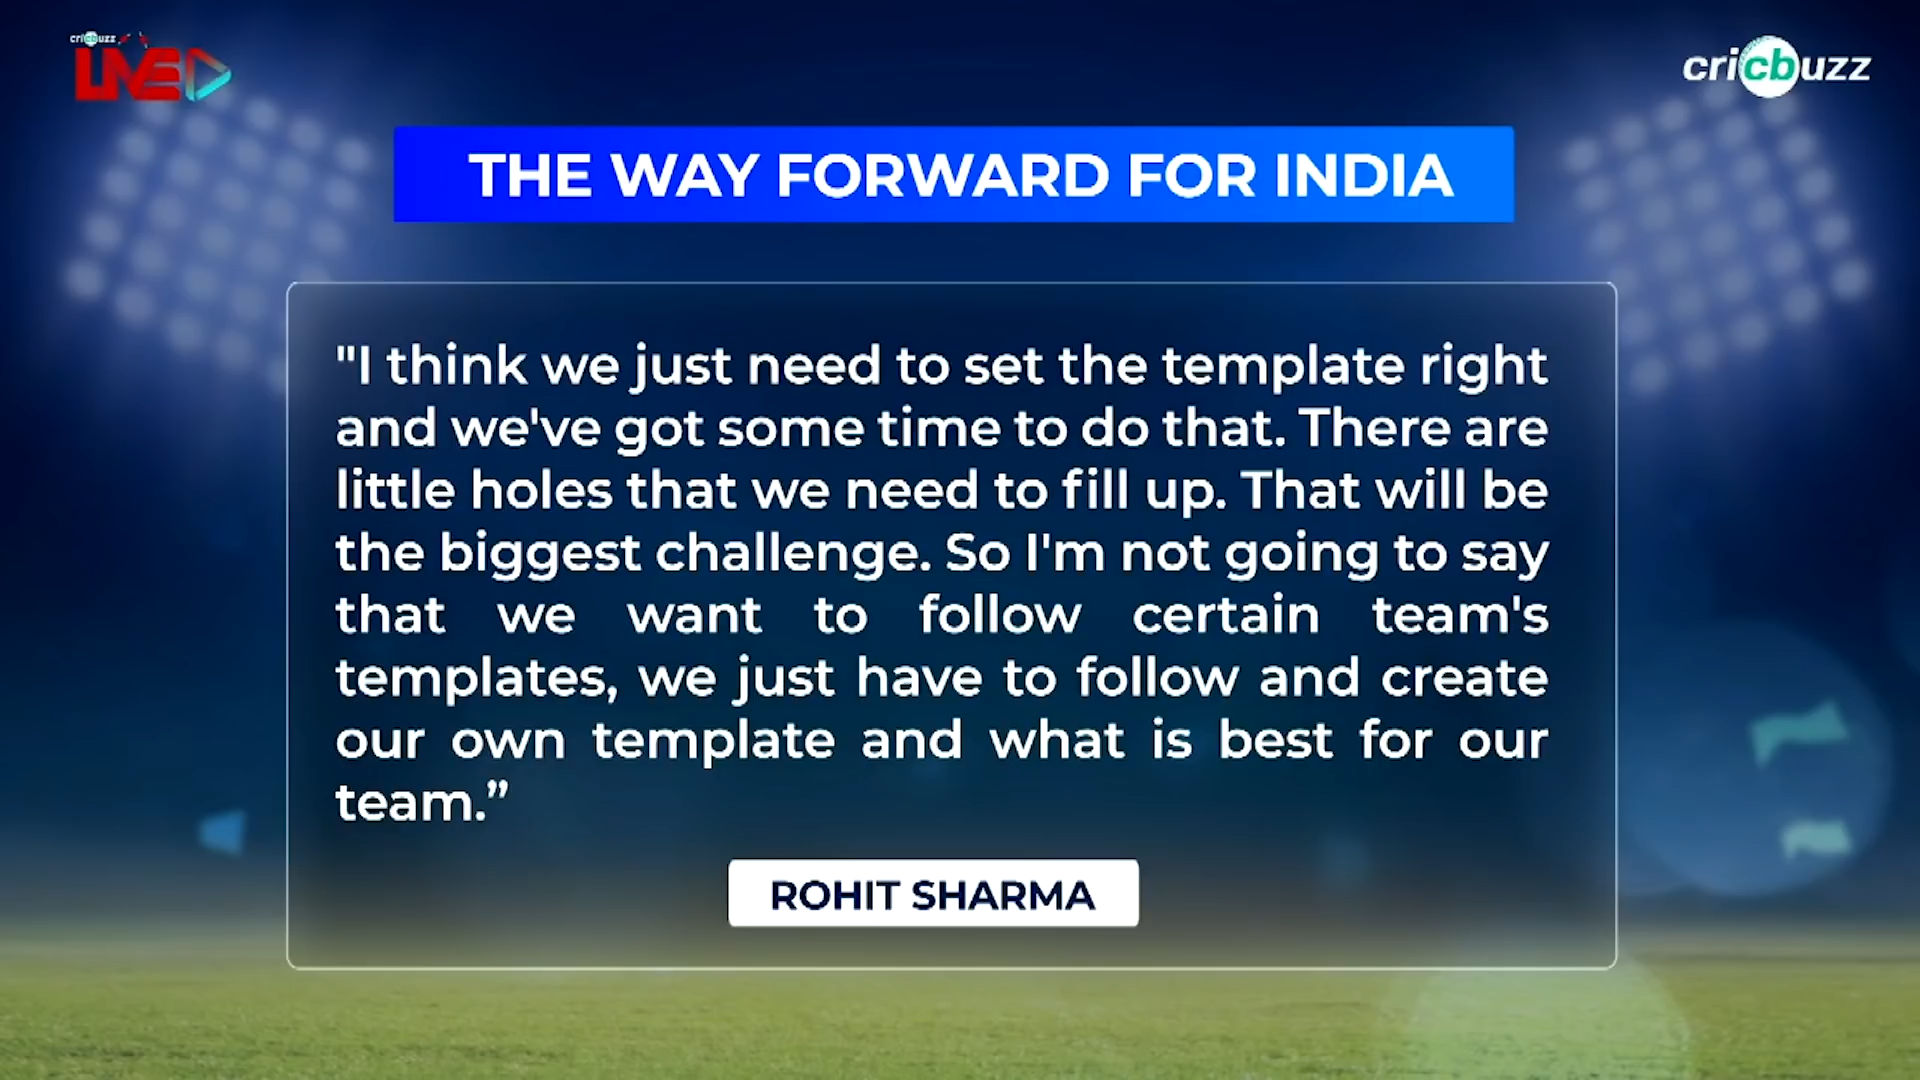 cricbuzz
LIVE
cricbuzz
THE WAY FORWARD FOR INDIA
"I think we just need to set the template right
and we've got some time to do that. There are
little holes that we need to fill up. That will be
the biggest challenge. So I'm not going to say
that we want to follow certain team's
templates, we just have to follow and create
our own template and what is best for our
team.”
ROHIT SHARMA